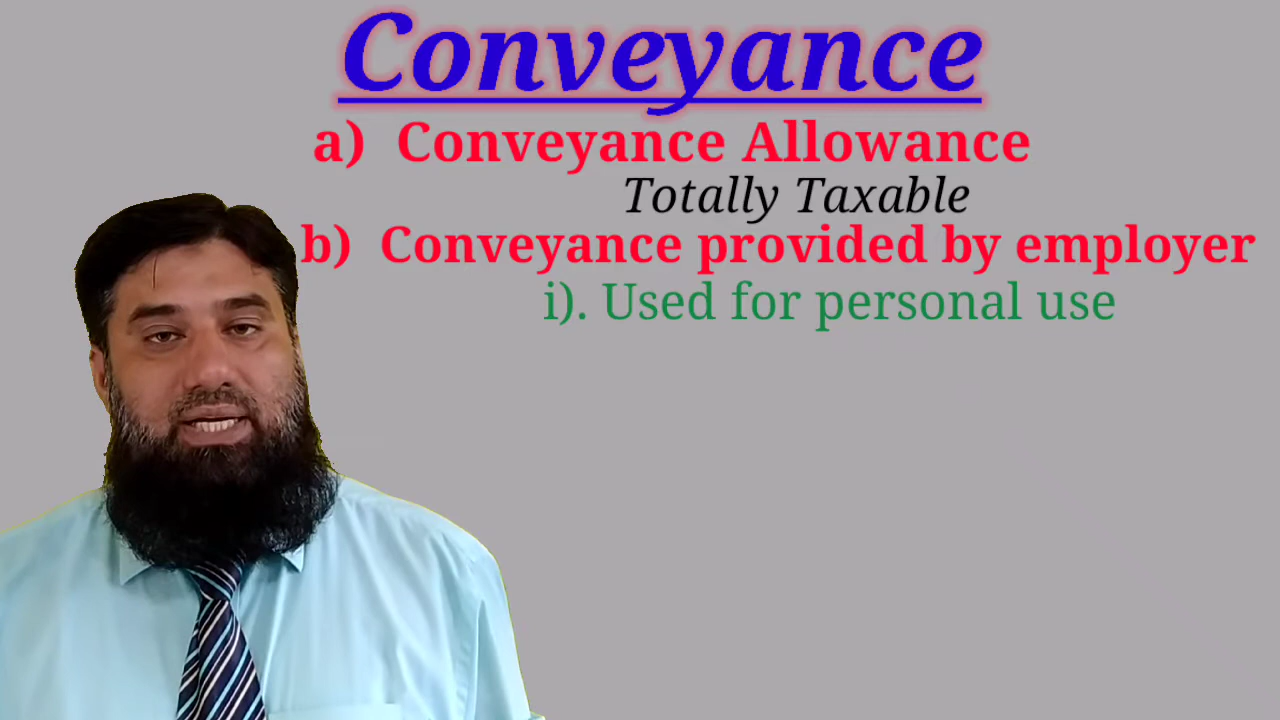 Conveyance
a) Conveyance Allowance
Totally Taxable
b) Conveyance provided by employer
i). Used for personal use